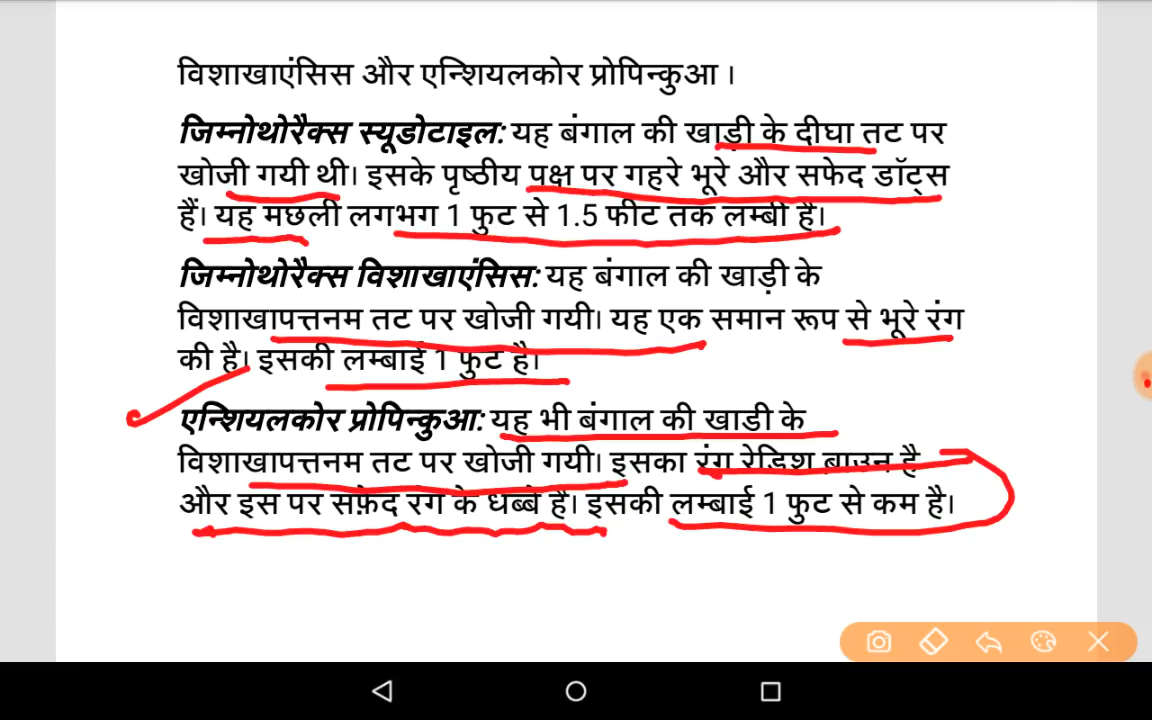 विशाखाएंसिस और एन्शियलकोर प्रोपिन्कुआ ।
जिम्नोथोरैक्स स्यूडोटाइल: यह बंगाल की खाड़ी के दीघा तट पर
खोजी गयी थी। इसके पृष्ठीय पक्ष पर गहरे भूरे और सफेद डॉट्स
हैं। यह मछली लगभग 1 फुट से 1.5 फीट तक लम्बी है।
जिम्नोथोरैक्स विशाखाएंसिस: यह बंगाल की खाड़ी के
विशाखापत्तनम तट पर खोजी गयी। यह एक समान रूप से भूरे रंग
की है। इसकी लम्बाई 1 फुट है।
एन्शियलकोर प्रोपिन्कुआ: यह भी बंगाल की खाडी के
विशाखापत्तनम तट पर खोजी गयी। इसका रंग रेडिश ब्राउन है
और इस पर सफ़ेद रंग के धब्बे हैं। इसकी लम्बाई 1 फुट से कम है।